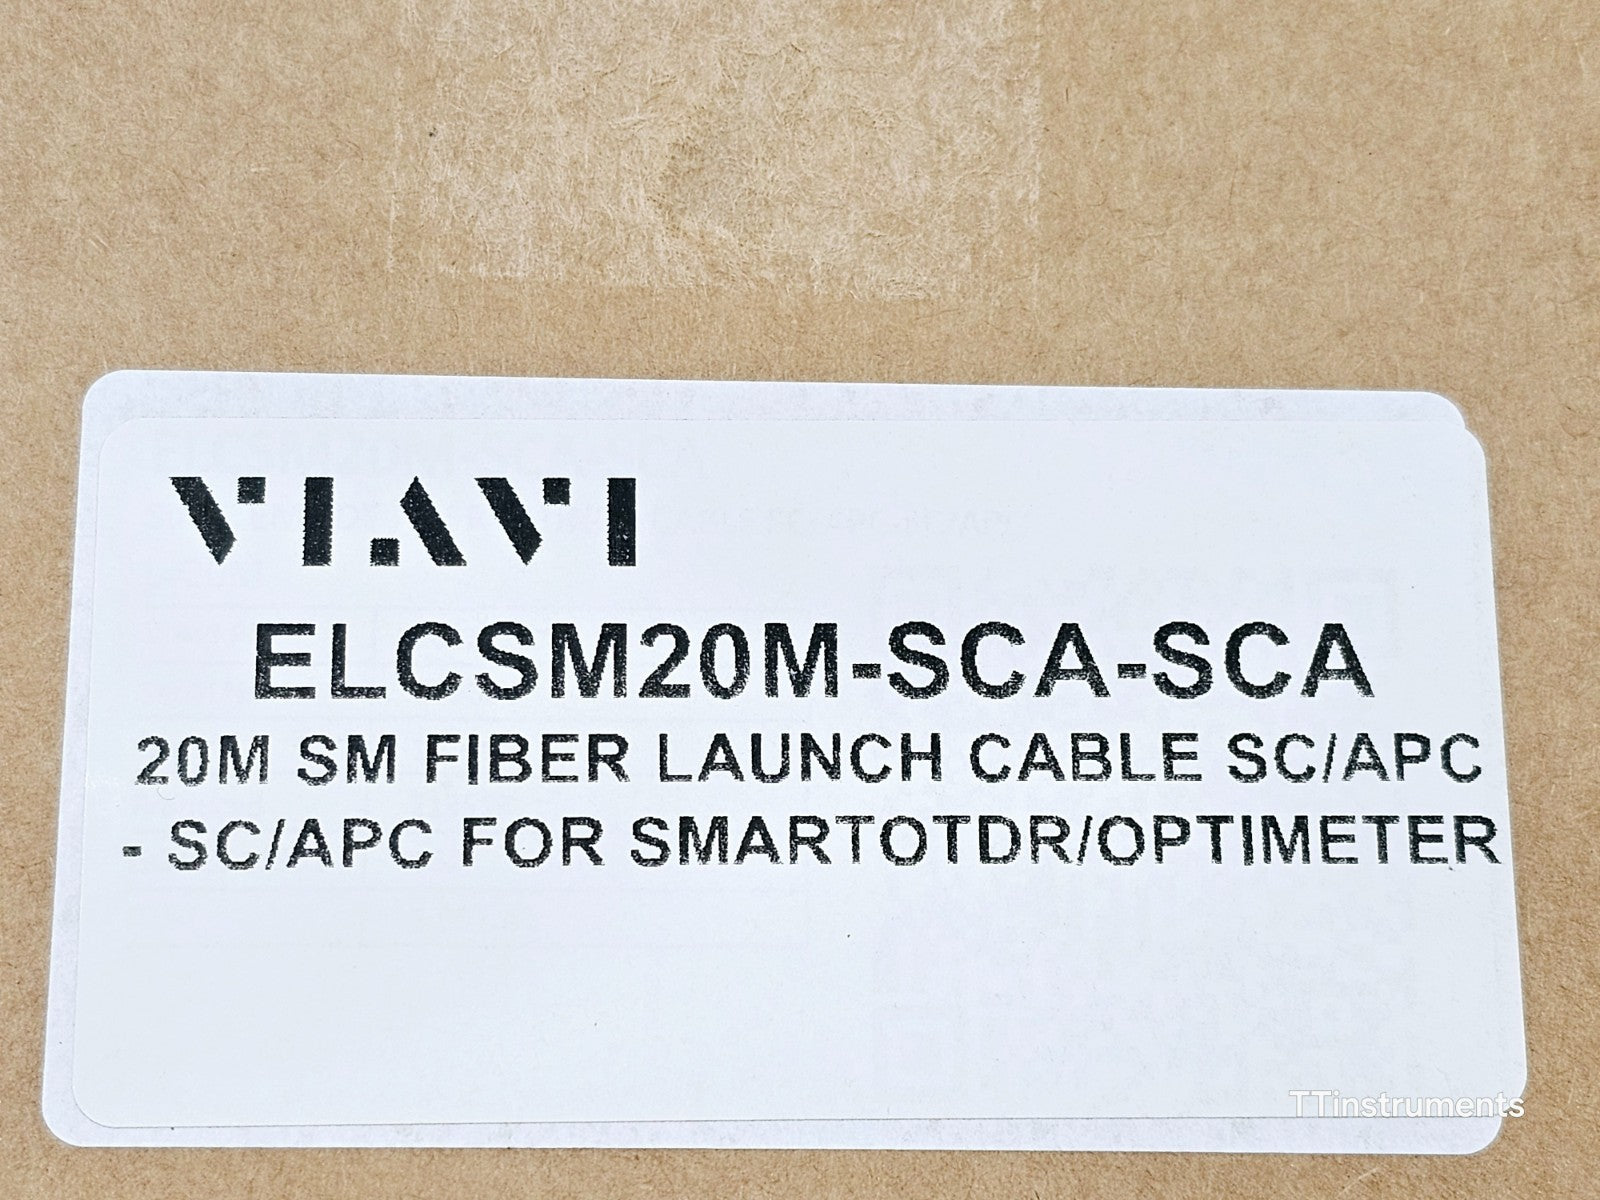 VIAVI
ELCSM20M-SCA-SCA
20M SM FIBER LAUNCH CABLE SC/APC
- SC/APC FOR SMARTOTDR/OPTIMETER
TTinstruments